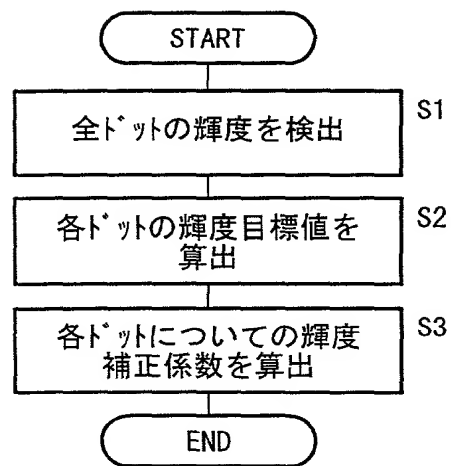 START
全ﾄﾞｯﾄの輝度を検出
S1
各ﾄﾞｯﾄの輝度目標値を
算出
S2
各ﾄﾞｯﾄについての輝度
補正係数を算出
S3
END